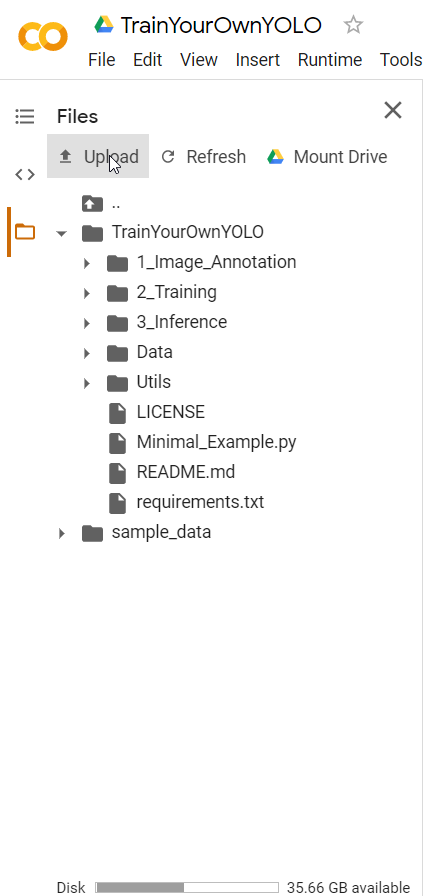 TrainYourOwnYOLO
File Edit View Insert Runtime Tools
Files
Upload Refresh Mount Drive
..
TrainYourOwnYOLO
1_Image_Annotation
2_Training
3_Inference
Data
Utils
LICENSE
Minimal_Example.py
README.md
requirements.txt
sample_data
Disk 35.66 GB available